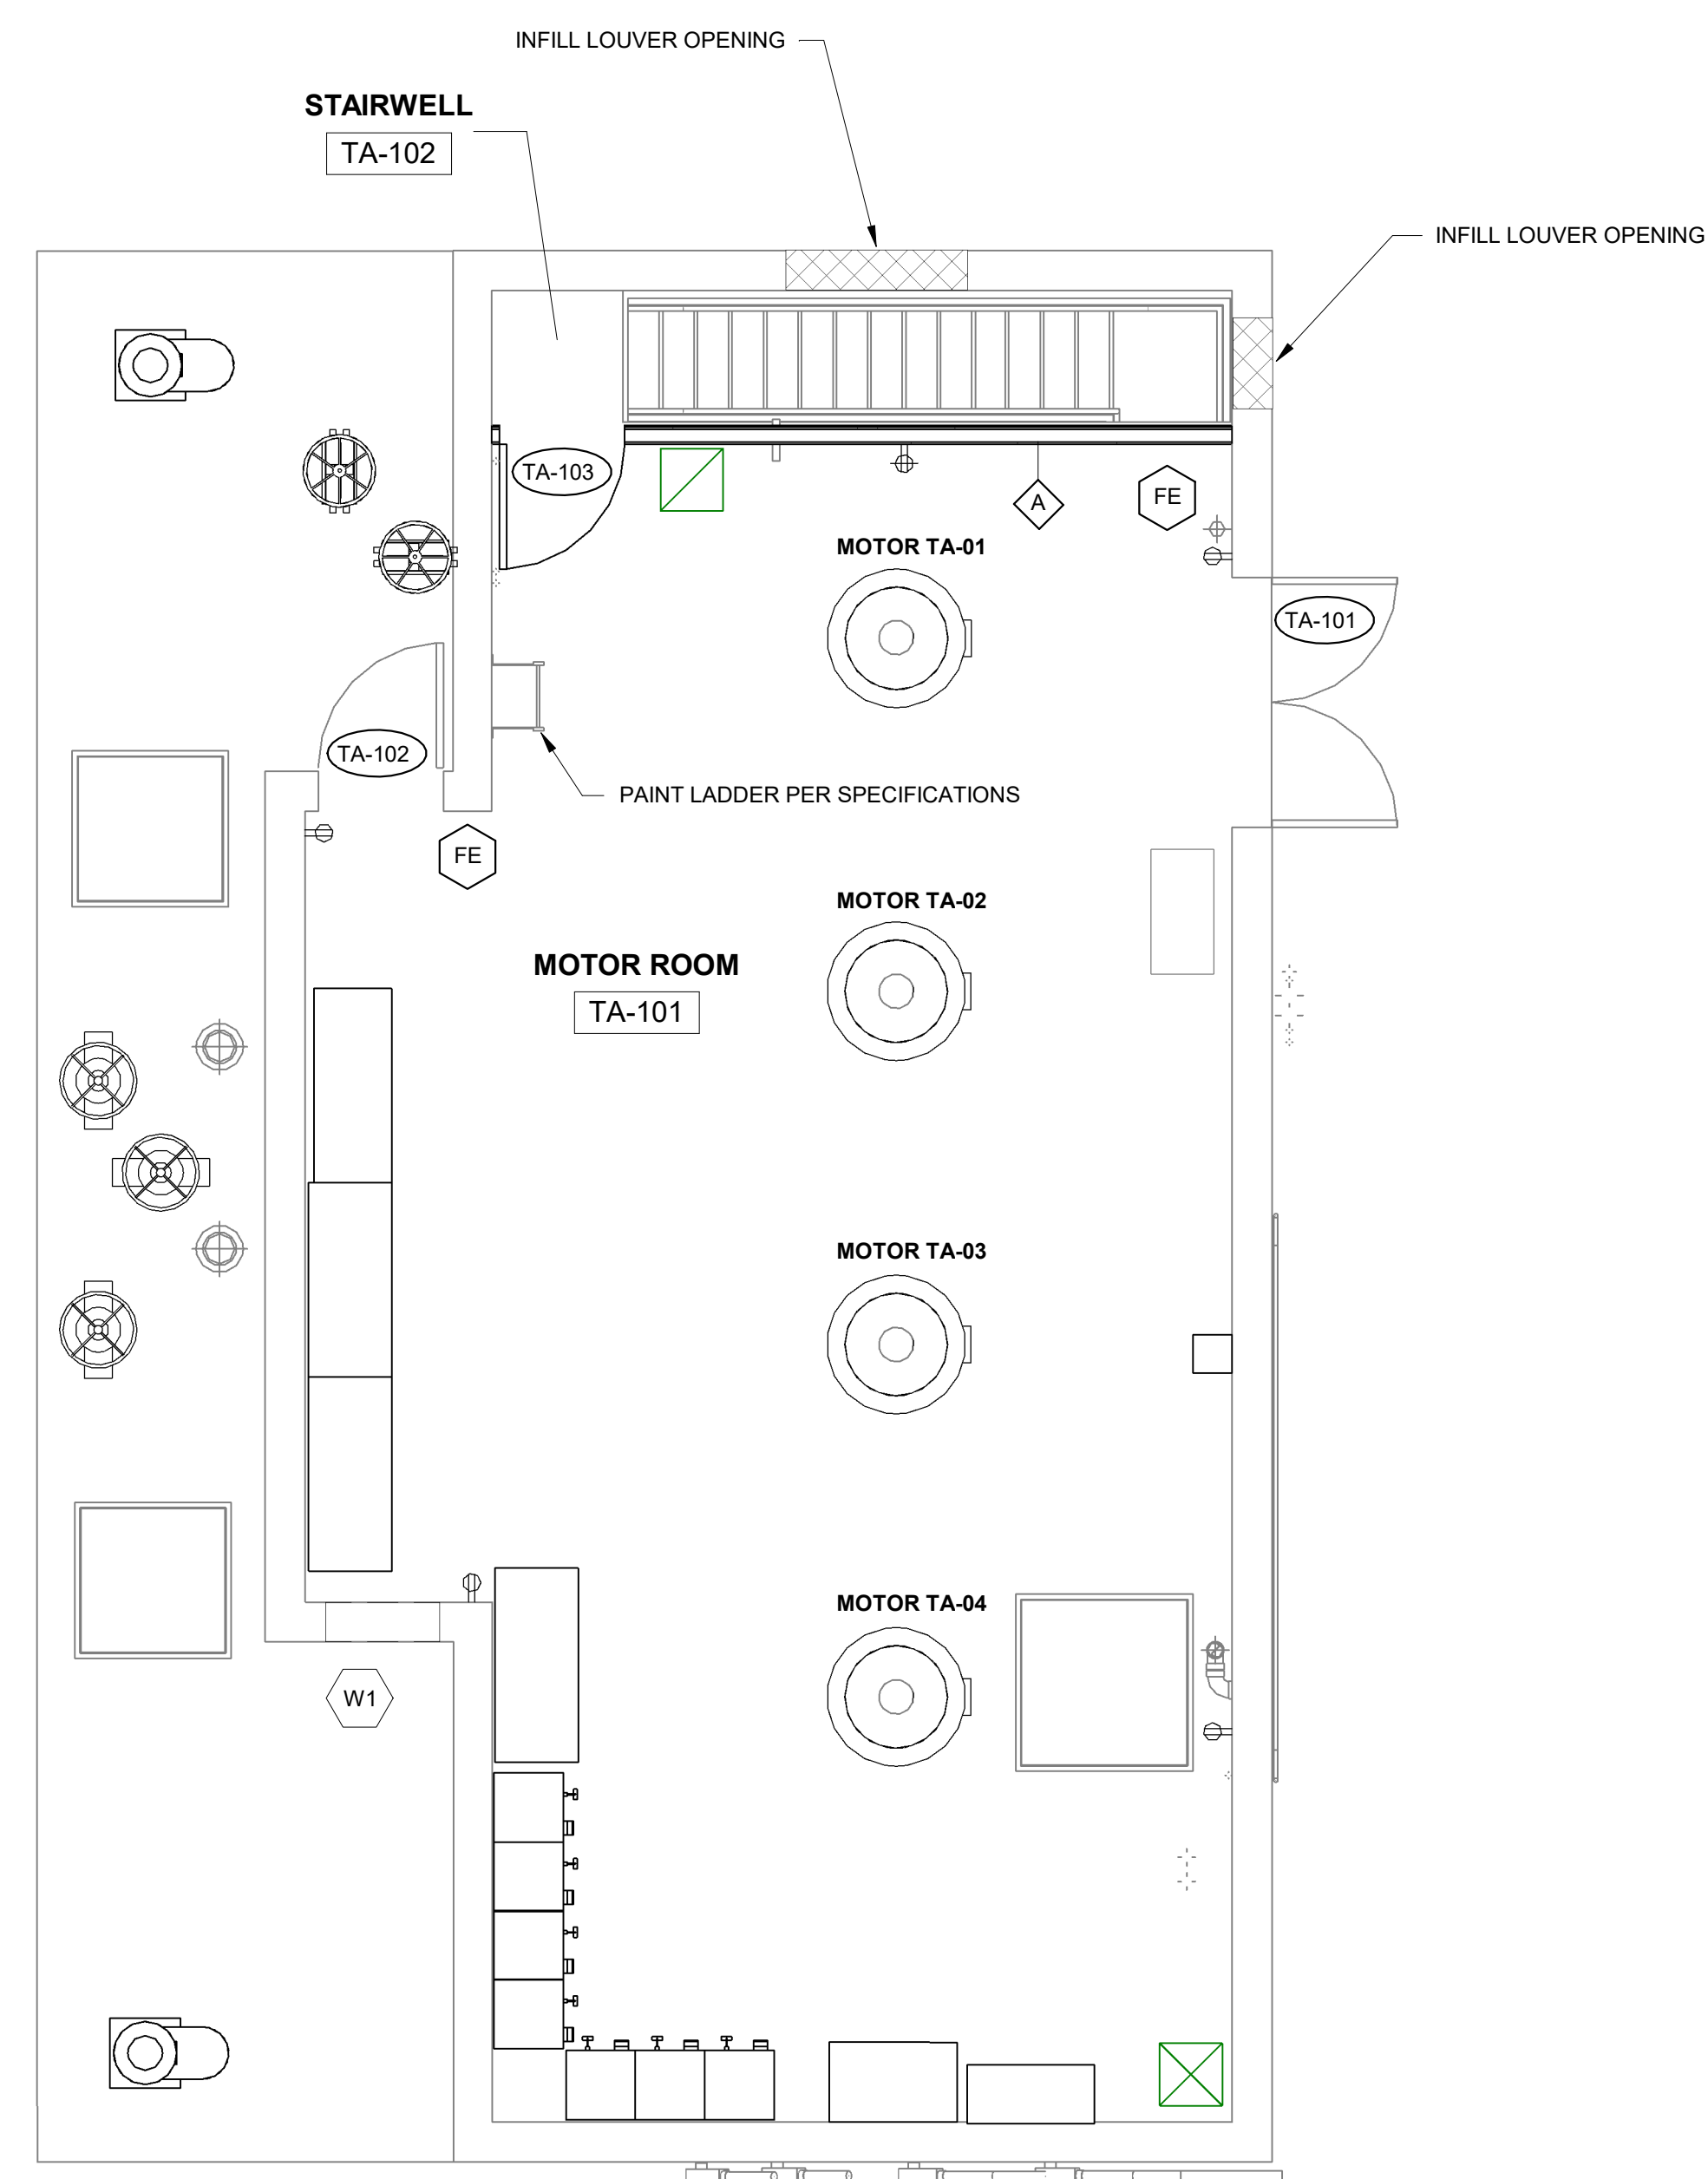 INFILL LOUVER OPENING
STAIRWELL
TA-102
INFILL LOUVER OPENING
TA-103
A
FE
MOTOR TA-01
TA-101
TA-102
PAINT LADDER PER SPECIFICATIONS
FE
MOTOR TA-02
MOTOR ROOM
TA-101
MOTOR TA-03
MOTOR TA-04
W1